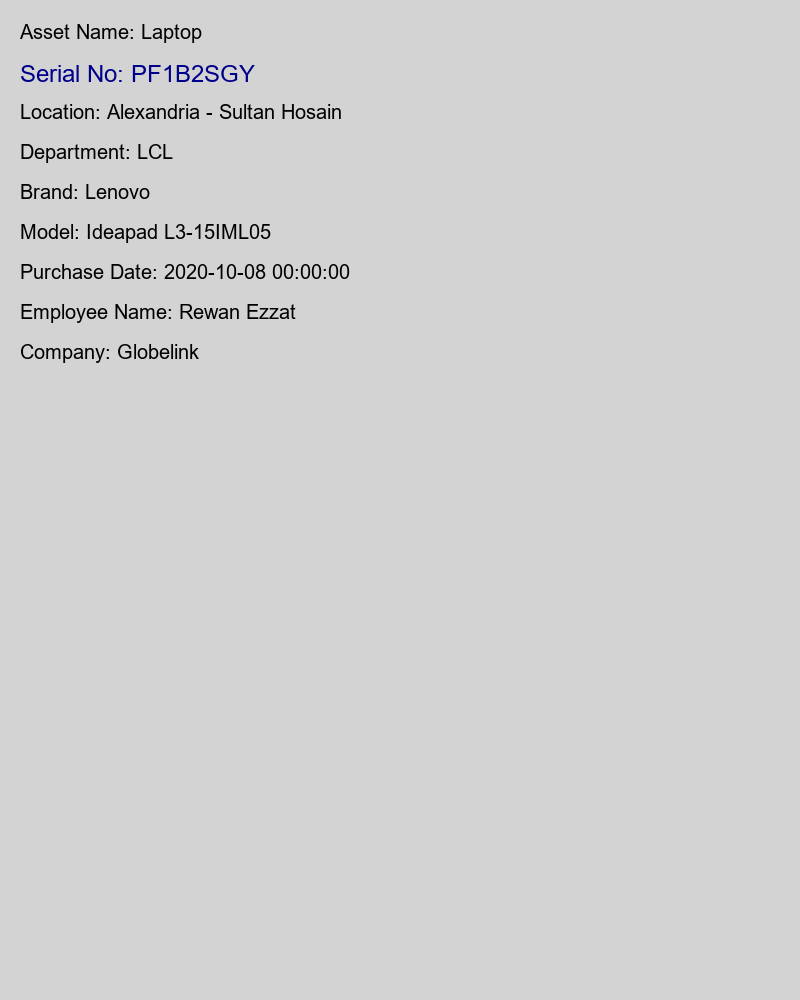 Asset Name: Laptop
Serial No: PF1B2SGY
Location: Alexandria - Sultan Hosain
Department: LCL
Brand: Lenovo
Model: Ideapad L3-15IML05
Purchase Date: 2020-10-08 00:00:00
Employee Name: Rewan Ezzat
Company: Globelink